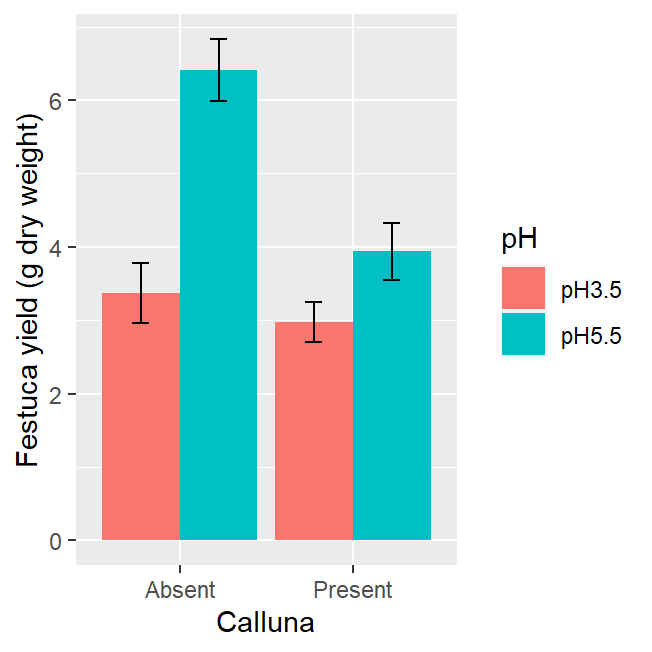 Festuca yield (g dry weight)
6
4
2
0
Absent
Present
Calluna
pH
pH3.5
pH5.5